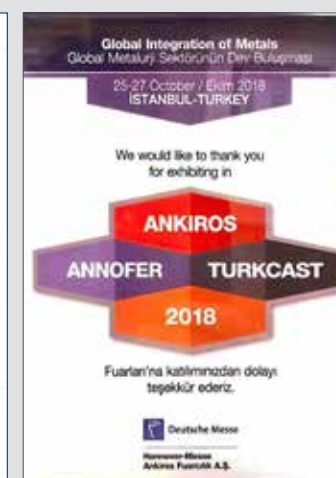 Global Integration of Metals
Global Metalurji Sektörünün Dev Buluşması
25-27 October / Ekim 2018
İSTANBUL-TURKEY
We would like to thank you
for exhibiting in
ANKIROS
ANNOFER TURKCAST
2018
Fuarları'na katılımınızdan dolayı
teşekkür ederiz.
Deutsche Messe
Hannover-Messe
Ankiros Fuarcılık A.Ş.